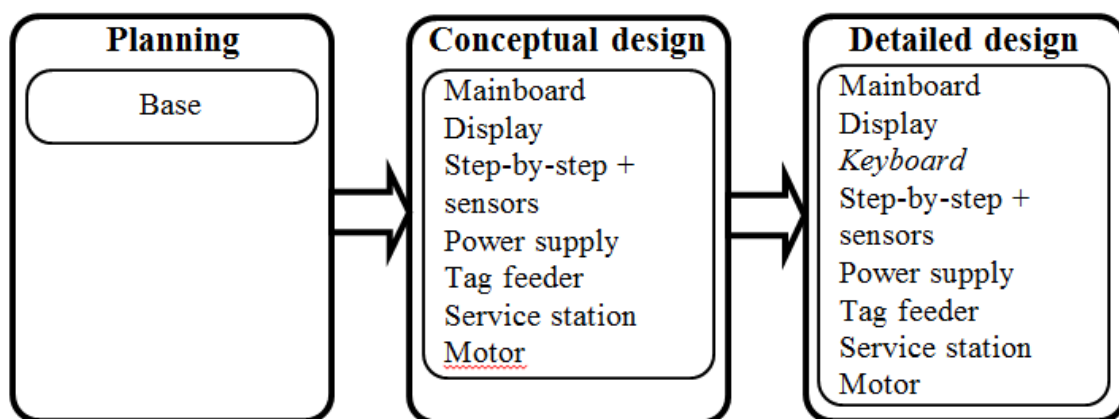 Planning
Base
Conceptual design
Mainboard
Display
Step-by-step +
sensors
Power supply
Tag feeder
Service station
Motor
Detailed design
Mainboard
Display
Keyboard
Step-by-step +
sensors
Power supply
Tag feeder
Service station
Motor